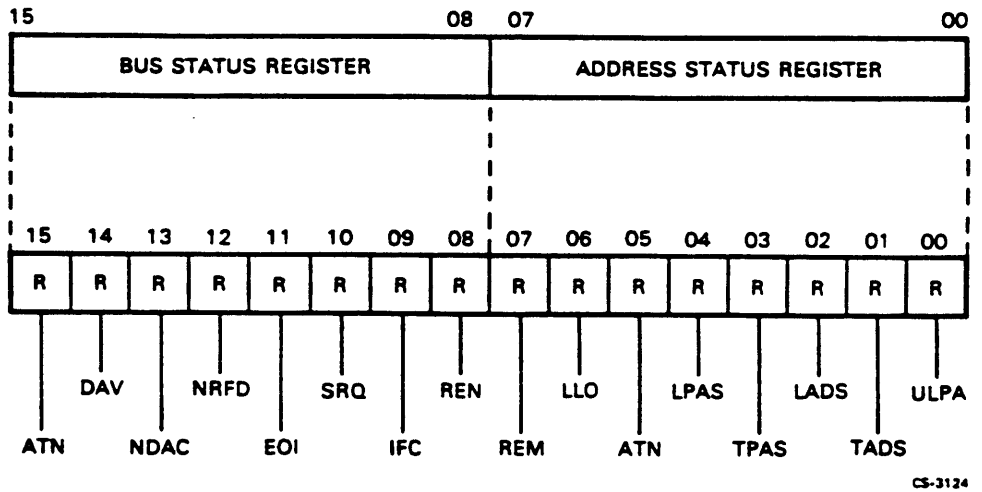 15 08 07 00
BUS STATUS REGISTER ADDRESS STATUS REGISTER
15 14 13 12 11 10 09 08 07 06 05 04 03 02 01 00
R R R R R R R R R R R R R R R R
DAV NRFD SRQ REN LLO LPAS LADS ULPA
ATN NDAC EOI IFC REM ATN TPAS TADS
CS-3124